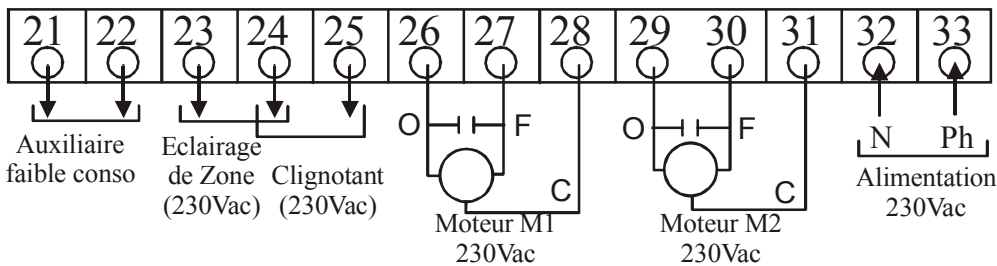 21 22 23 24 25 26 27 28 29 30 31 32 33
O F
C
O F
C
N Ph
Auxiliaire
faible conso
Eclairage
de Zone
(230Vac)
Clignotant
(230Vac)
Moteur M1
230Vac
Moteur M2
230Vac
Alimentation
230Vac